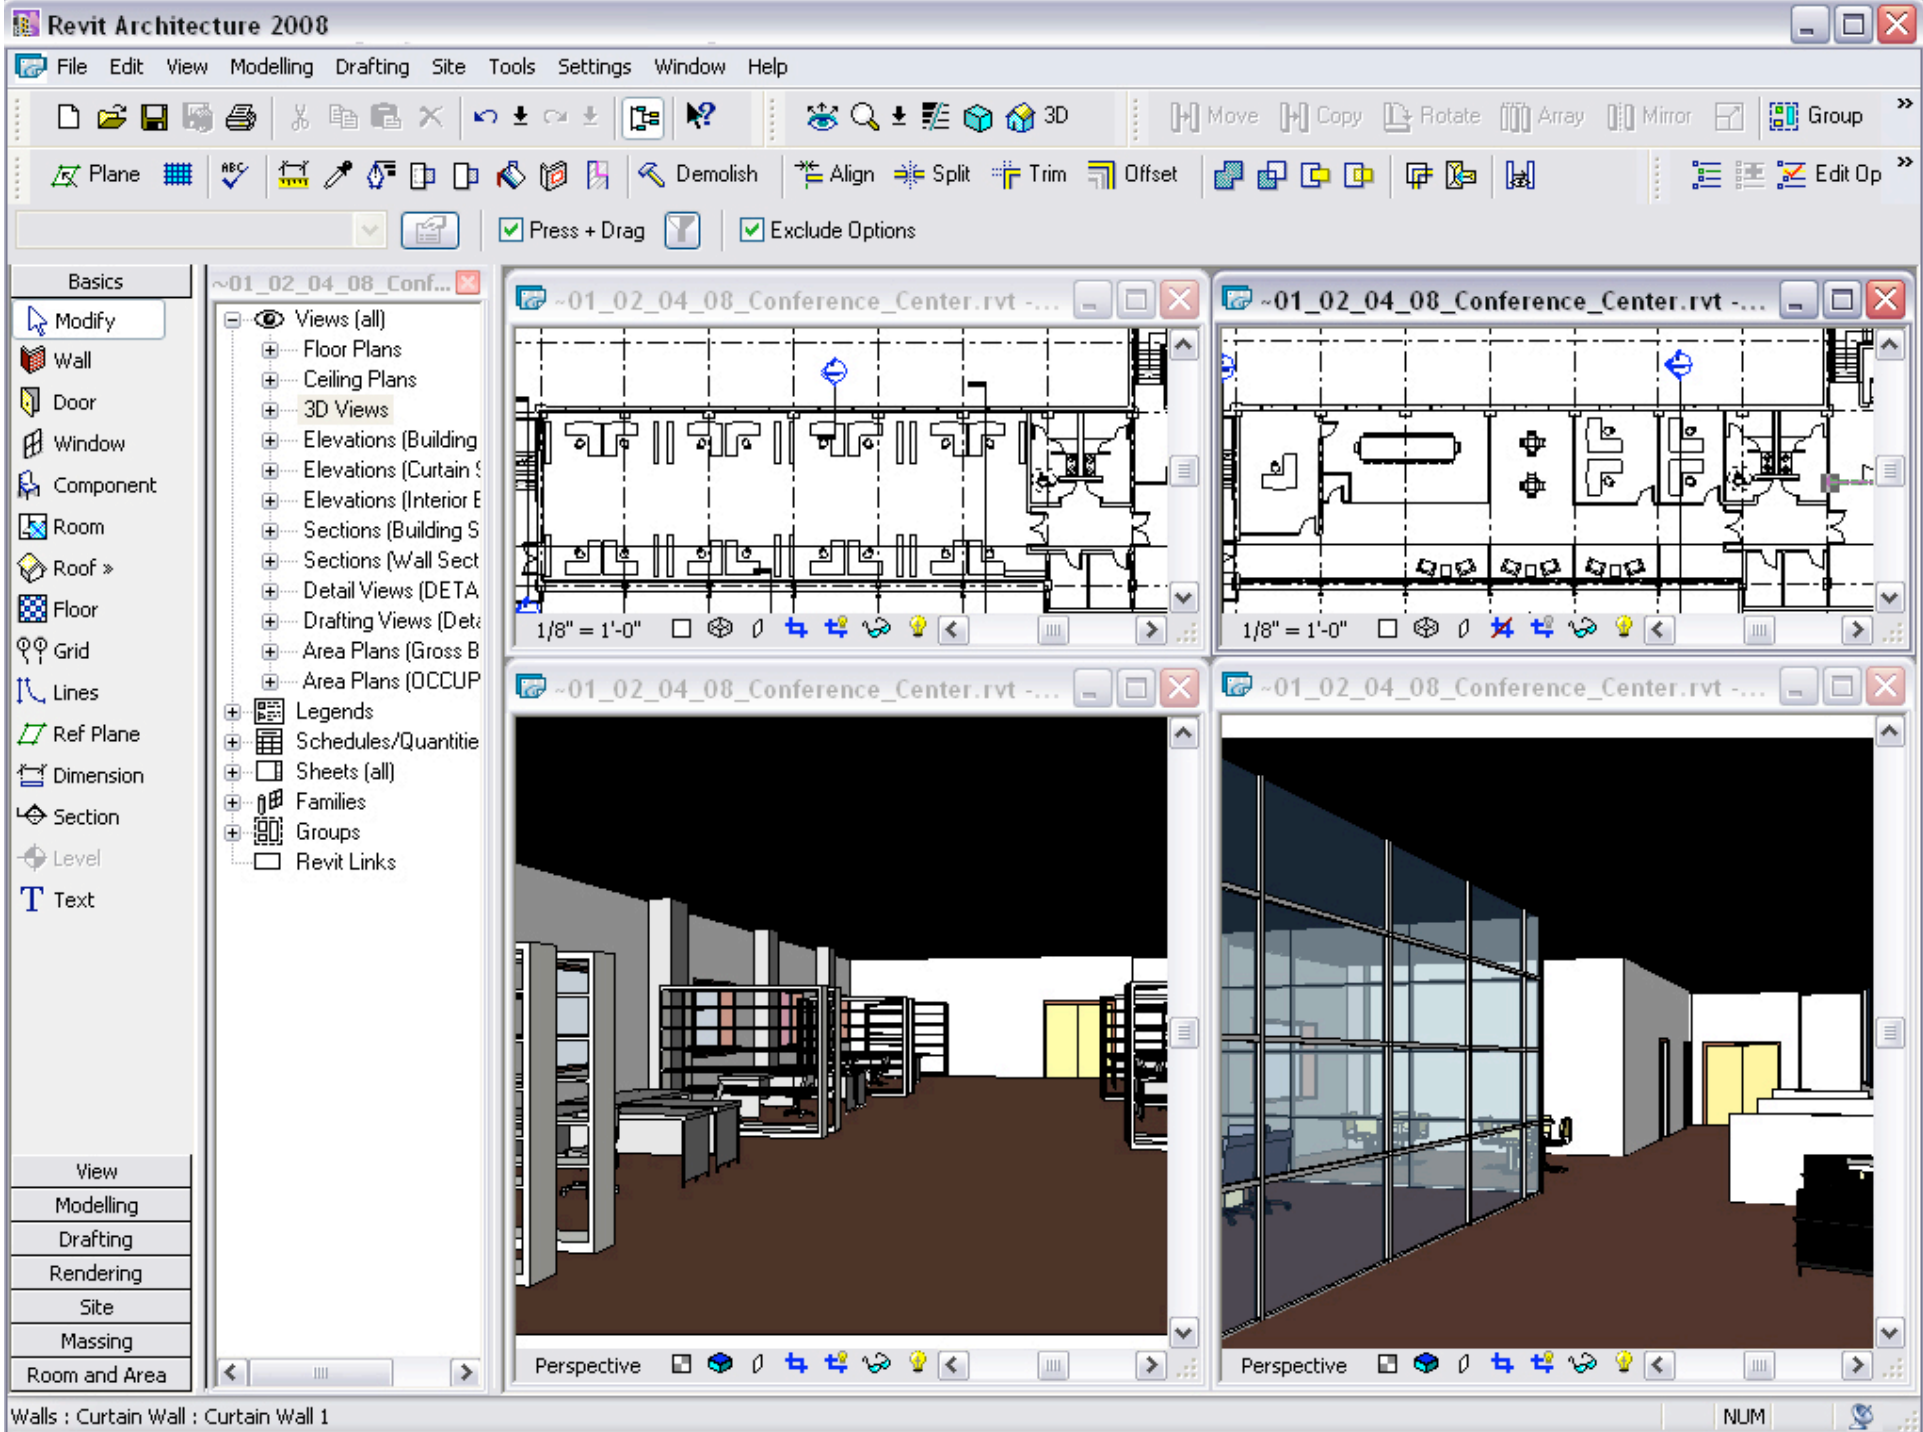 Revit Architecture 2008
File Edit View Modelling Drafting Site Tools Settings Window Help
3D Move Copy Rotate Array Mirror Group »
Plane ABC Demolish Align Split Trim Offset Edit Op »
Press + Drag Exclude Options
Basics
Modify
Wall
Door
Window
Component
Room
Roof »
Floor
Grid
Lines
Ref Plane
Dimension
Section
Level
Text
View
Modelling
Drafting
Rendering
Site
Massing
Room and Area
~01_02_04_08_Conf...
Views (all)
Floor Plans
Ceiling Plans
3D Views
Elevations (Building
Elevations (Curtain S
Elevations (Interior E
Sections (Building S
Sections (Wall Sect
Detail Views (DETA
Drafting Views (Deta
Area Plans (Gross B
Area Plans (OCCUP
Legends
Schedules/Quantitie
Sheets (all)
Families
Groups
Revit Links
~01_02_04_08_Conference_Center.rvt -...
1/8" = 1'-0"
~01_02_04_08_Conference_Center.rvt -...
1/8" = 1'-0"
~01_02_04_08_Conference_Center.rvt -...
Perspective
~01_02_04_08_Conference_Center.rvt -...
Perspective
Walls : Curtain Wall : Curtain Wall 1
NUM